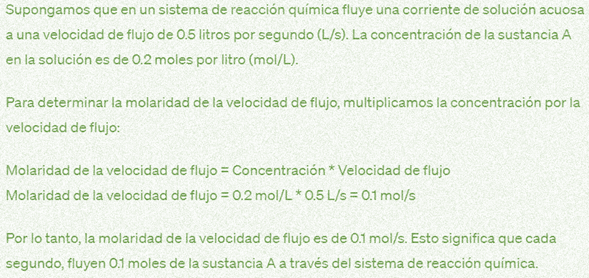 Supongamos que en un sistema de reacción química fluye una corriente de solución acuosa
a una velocidad de flujo de 0.5 litros por segundo (L/s). La concentración de la sustancia A
en la solución es de 0.2 moles por litro (mol/L).
Para determinar la molaridad de la velocidad de flujo, multiplicamos la concentración por la
velocidad de flujo:
Molaridad de la velocidad de flujo = Concentración * Velocidad de flujo
Molaridad de la velocidad de flujo = 0.2 mol/L * 0.5 L/s = 0.1 mol/s
Por lo tanto, la molaridad de la velocidad de flujo es de 0.1 mol/s. Esto significa que cada
segundo, fluyen 0.1 moles de la sustancia A a través del sistema de reacción química.